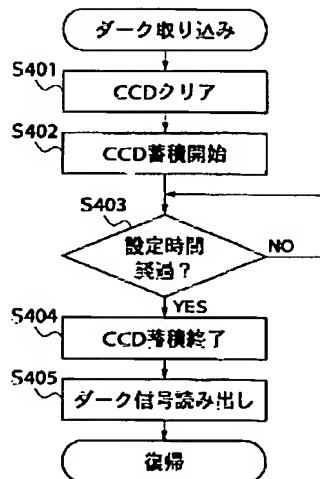 ダーク取り込み
S401
CCDクリア
S402
CCD蓄積開始
S403
設定時間
経過?
NO
YES
S404
CCD蓄積終了
S405
ダーク信号読み出し
復帰